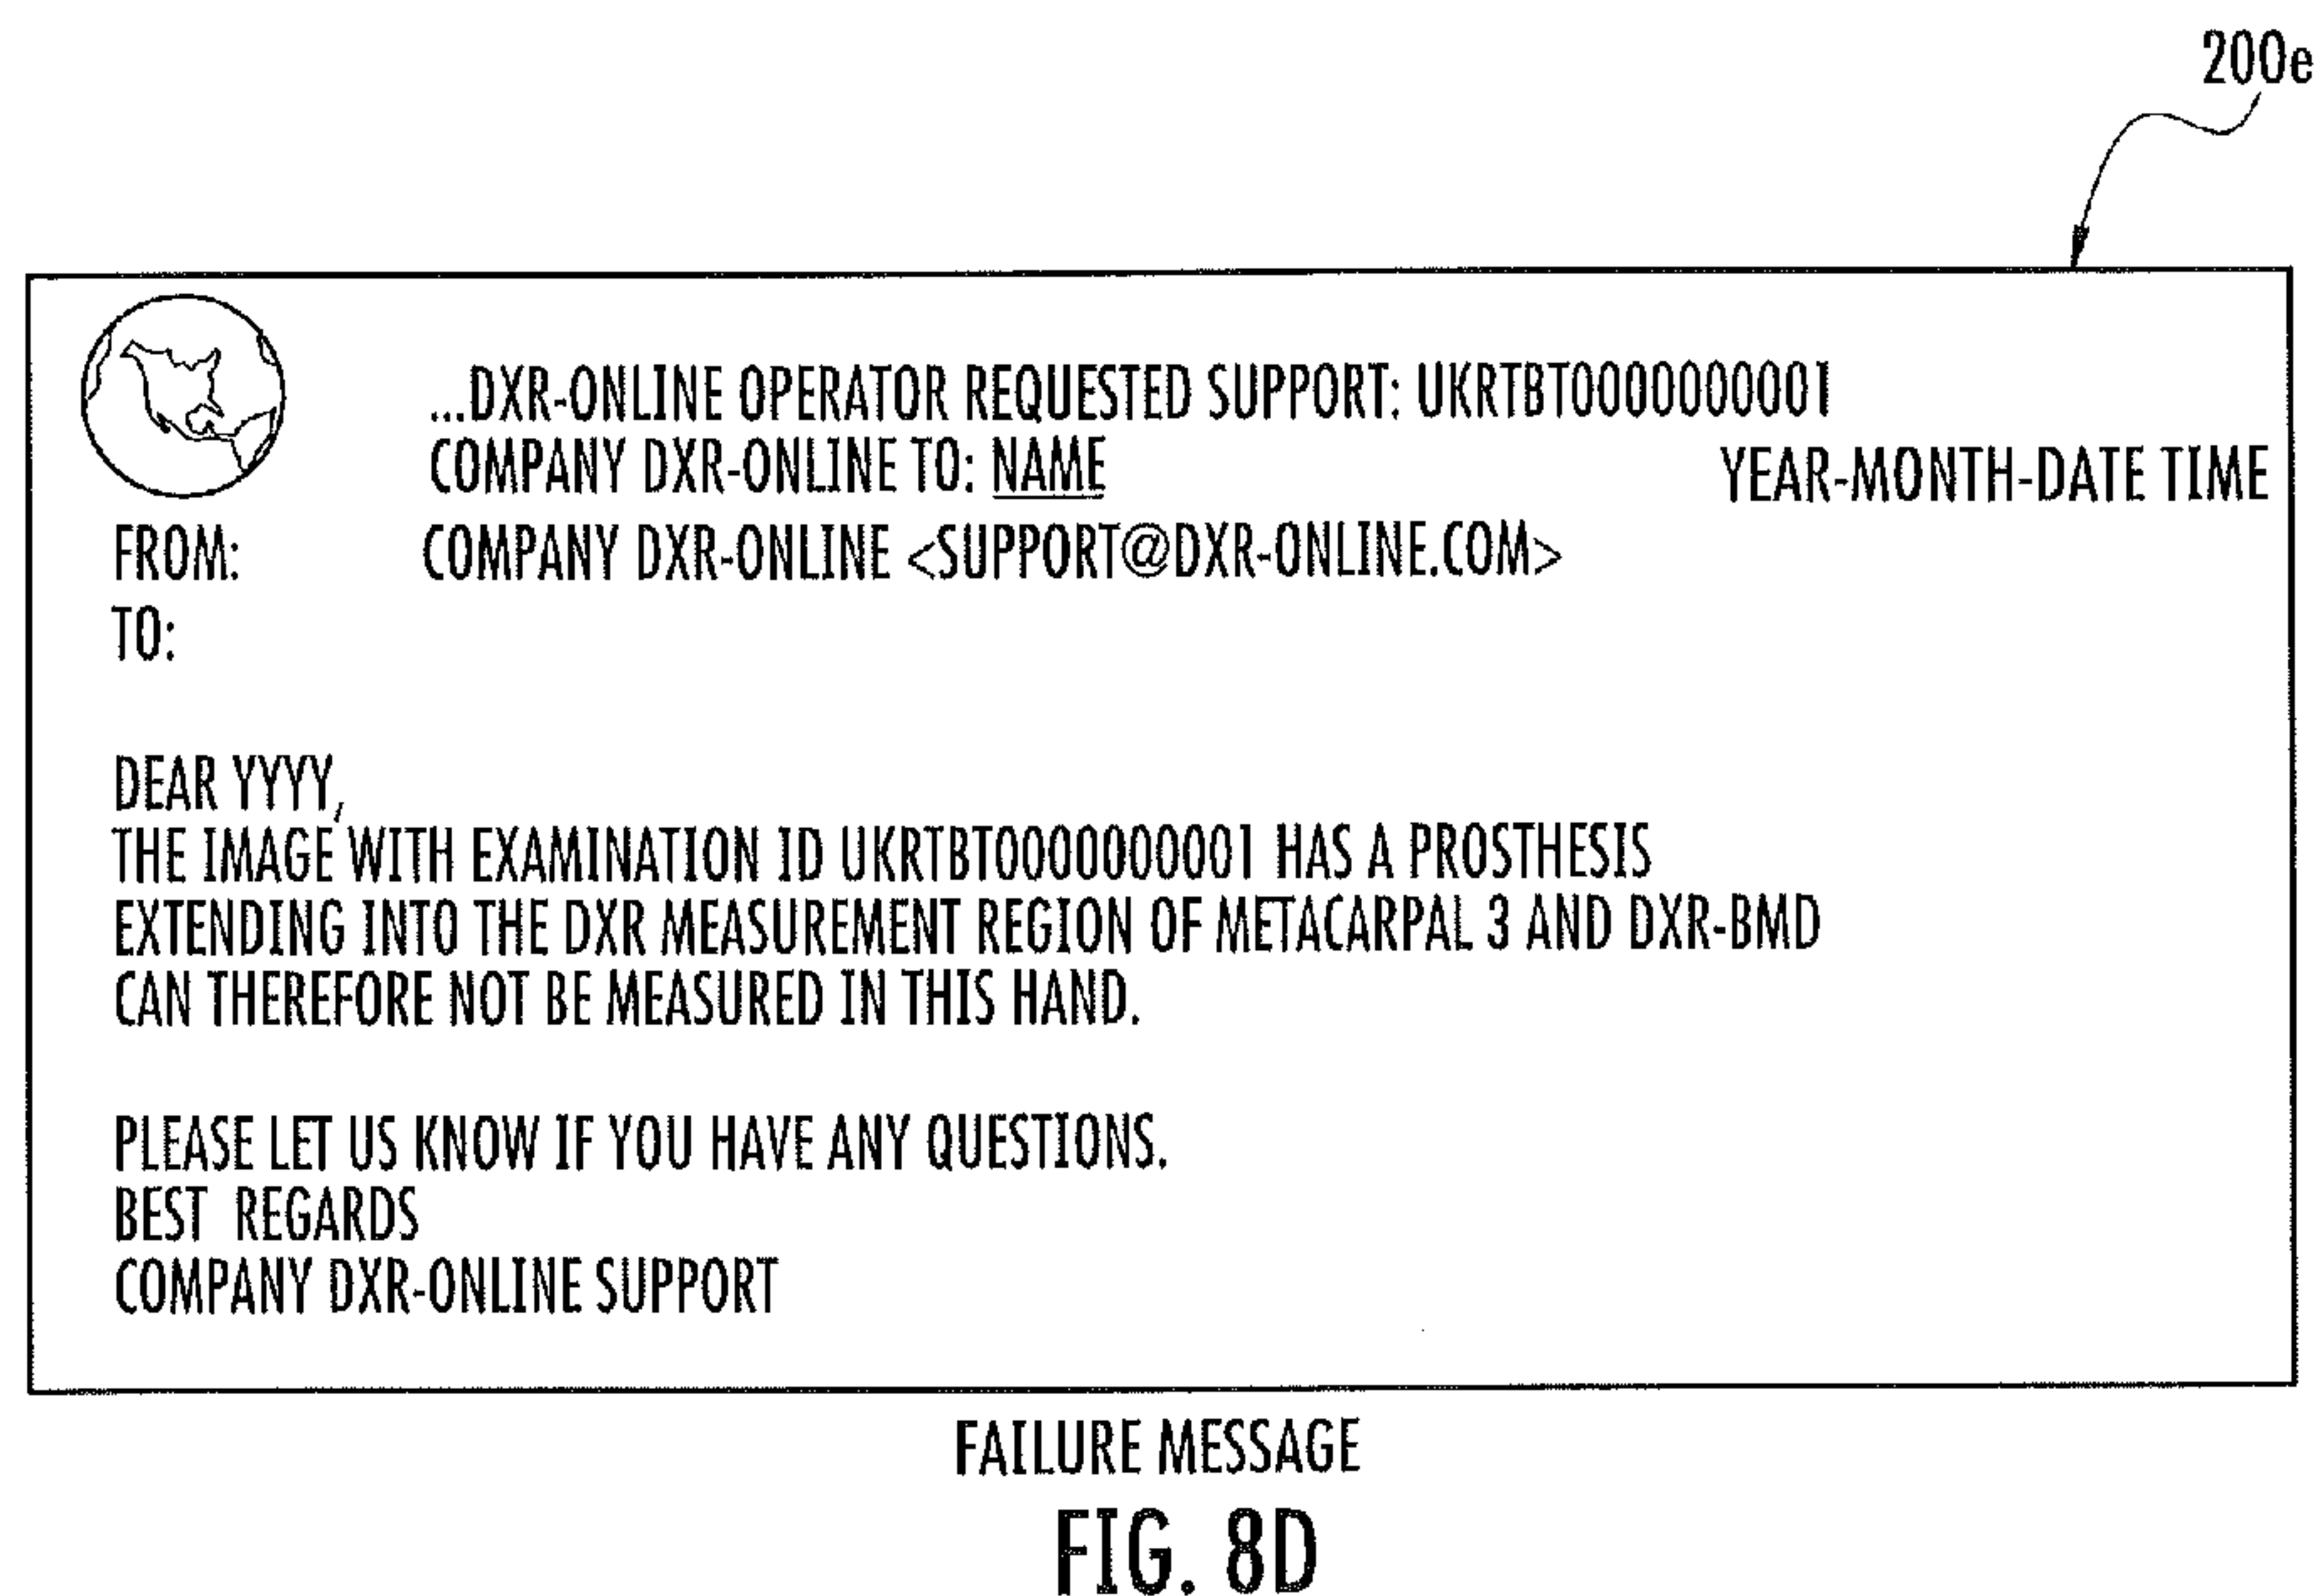 200e
...DXR-ONLINE OPERATOR REQUESTED SUPPORT: UKRTBT0000000001
COMPANY DXR-ONLINE TO: NAME
YEAR-MONTH-DATE TIME
FROM: COMPANY DXR-ONLINE <SUPPORT@DXR-ONLINE.COM>
TO:
DEAR YYYY,
THE IMAGE WITH EXAMINATION ID UKRTBT0000000001 HAS A PROSTHESIS
EXTENDING INTO THE DXR MEASUREMENT REGION OF METACARPAL 3 AND DXR-BMD
CAN THEREFORE NOT BE MEASURED IN THIS HAND.
PLEASE LET US KNOW IF YOU HAVE ANY QUESTIONS.
BEST REGARDS
COMPANY DXR-ONLINE SUPPORT
FAILURE MESSAGE
FIG. 8D